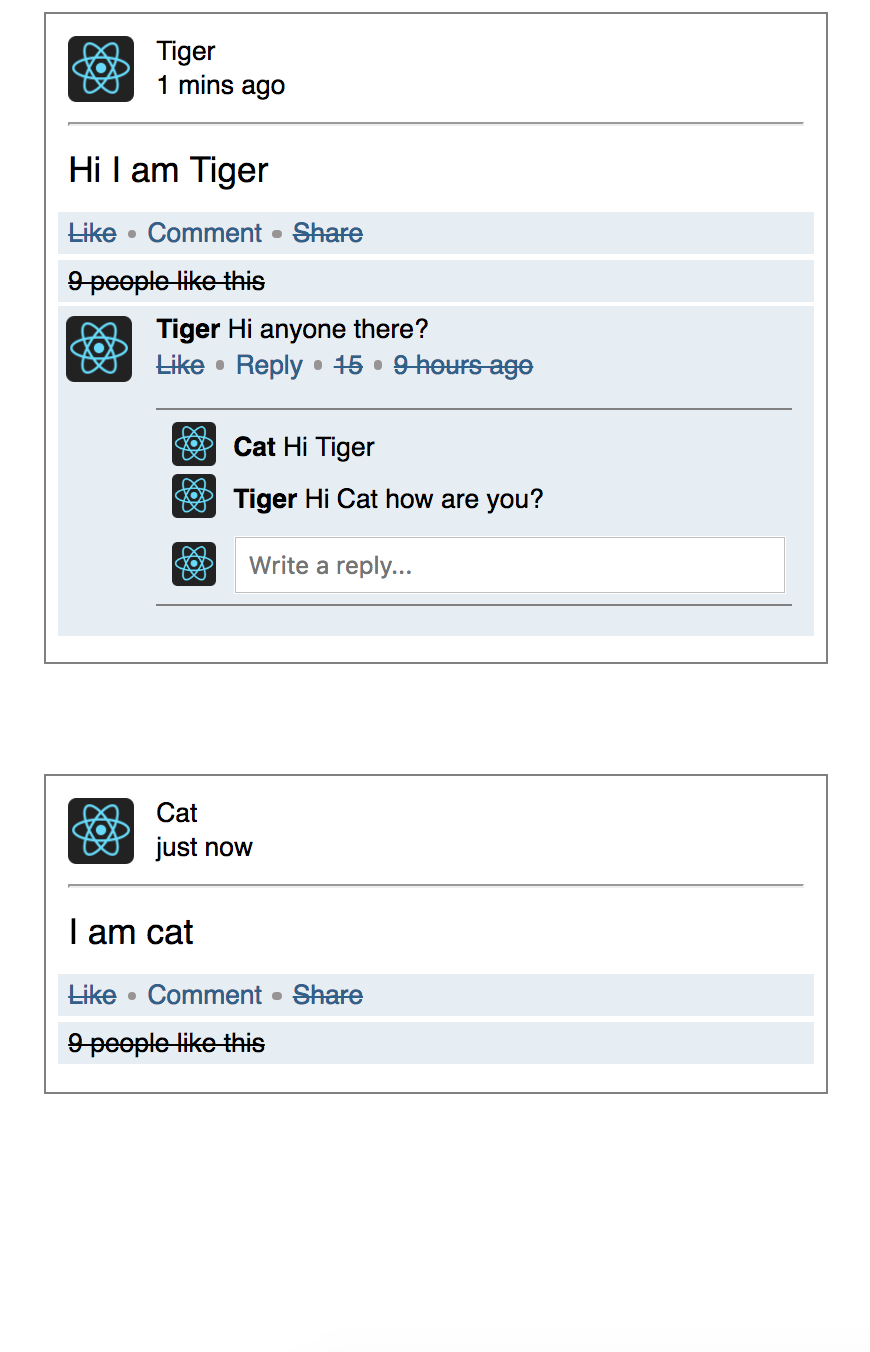 Tiger
1 mins ago
Hi I am Tiger
Like • Comment • Share
9 people like this
Tiger Hi anyone there?
Like • Reply • 15 • 9 hours ago
Cat Hi Tiger
Tiger Hi Cat how are you?
Write a reply...
Cat
just now
I am cat
Like • Comment • Share
9 people like this